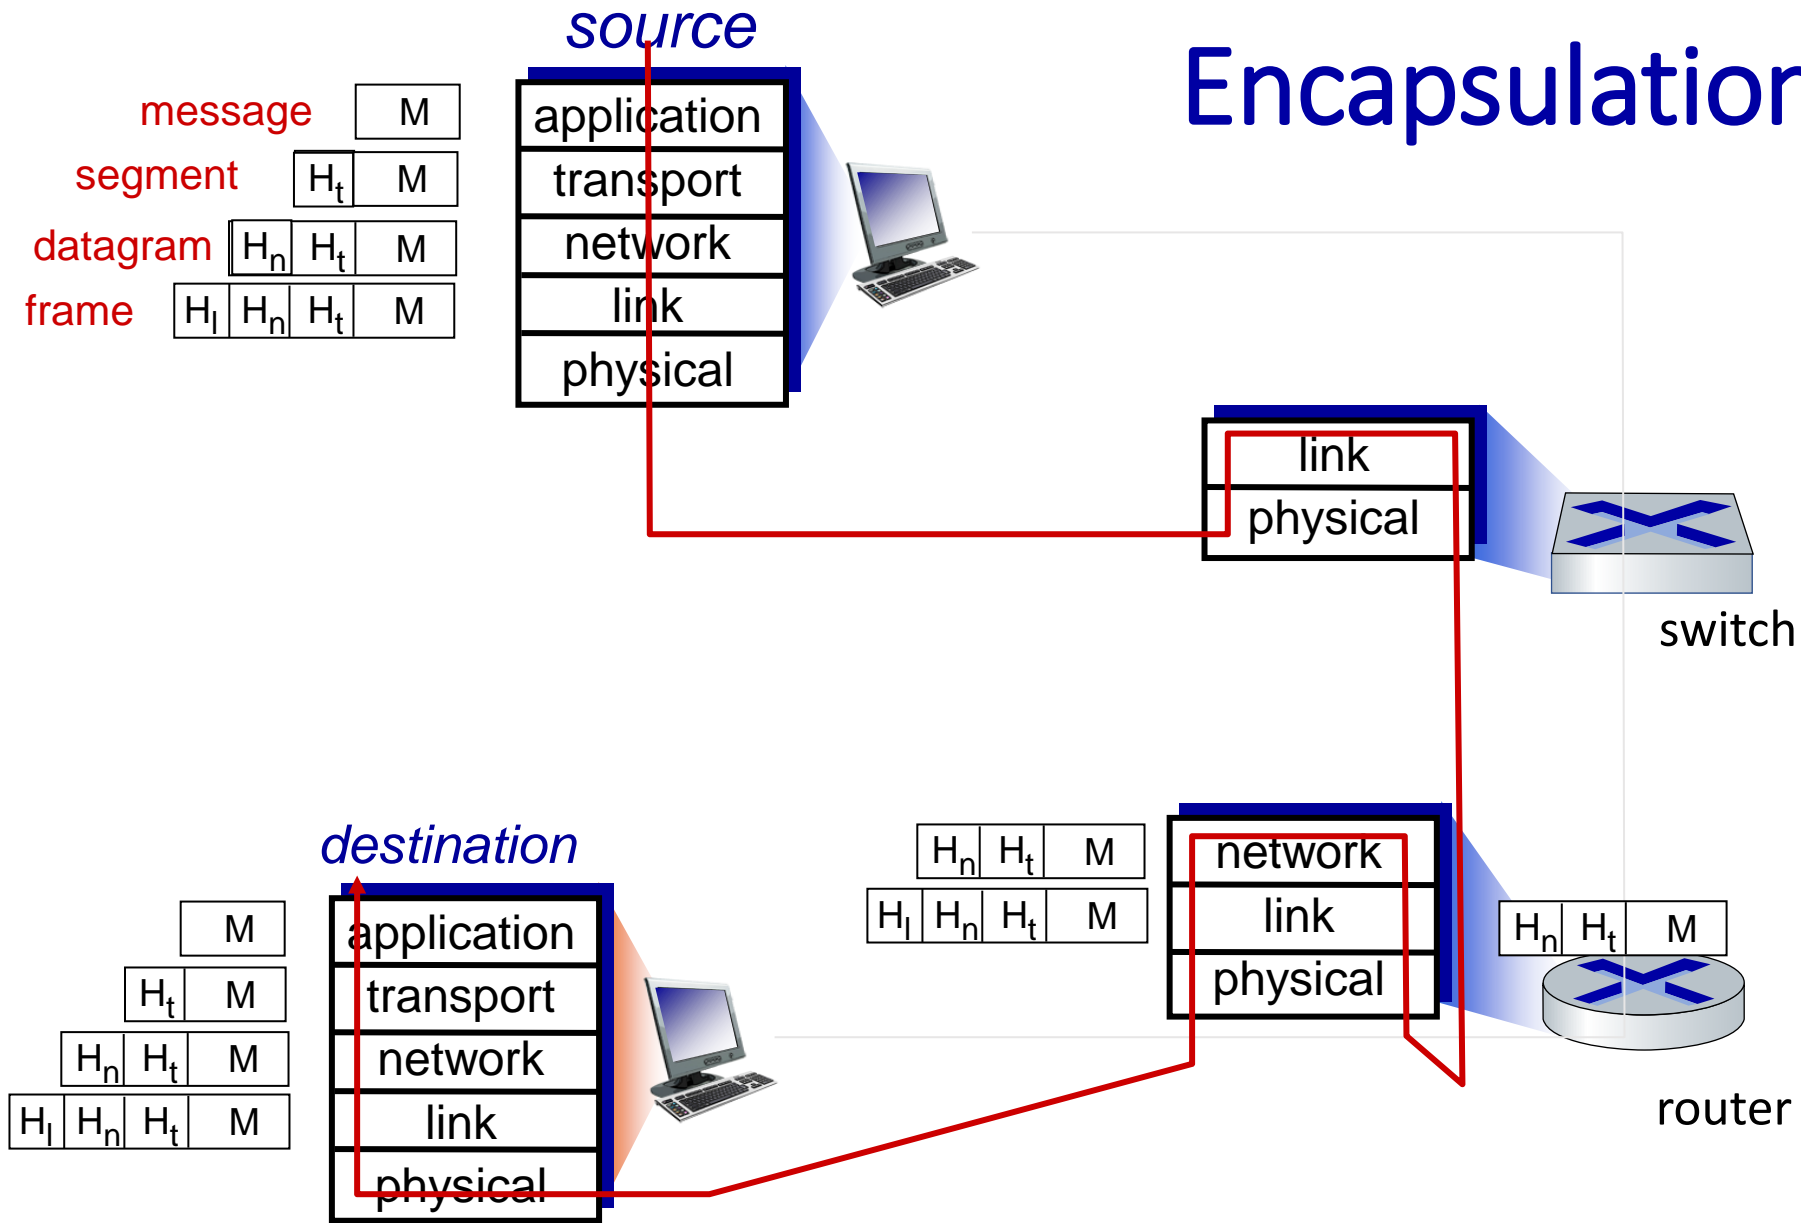 source
Encapsulation
message M
segment Ht M
datagram Hn Ht M
frame Hl Hn Ht M
application
transport
network
link
physical
link
physical
switch
destination
M
Ht M
Hn Ht M
Hl Hn Ht M
application
transport
network
link
physical
Hn Ht M
Hl Hn Ht M
network
link
physical
Hn Ht M
router